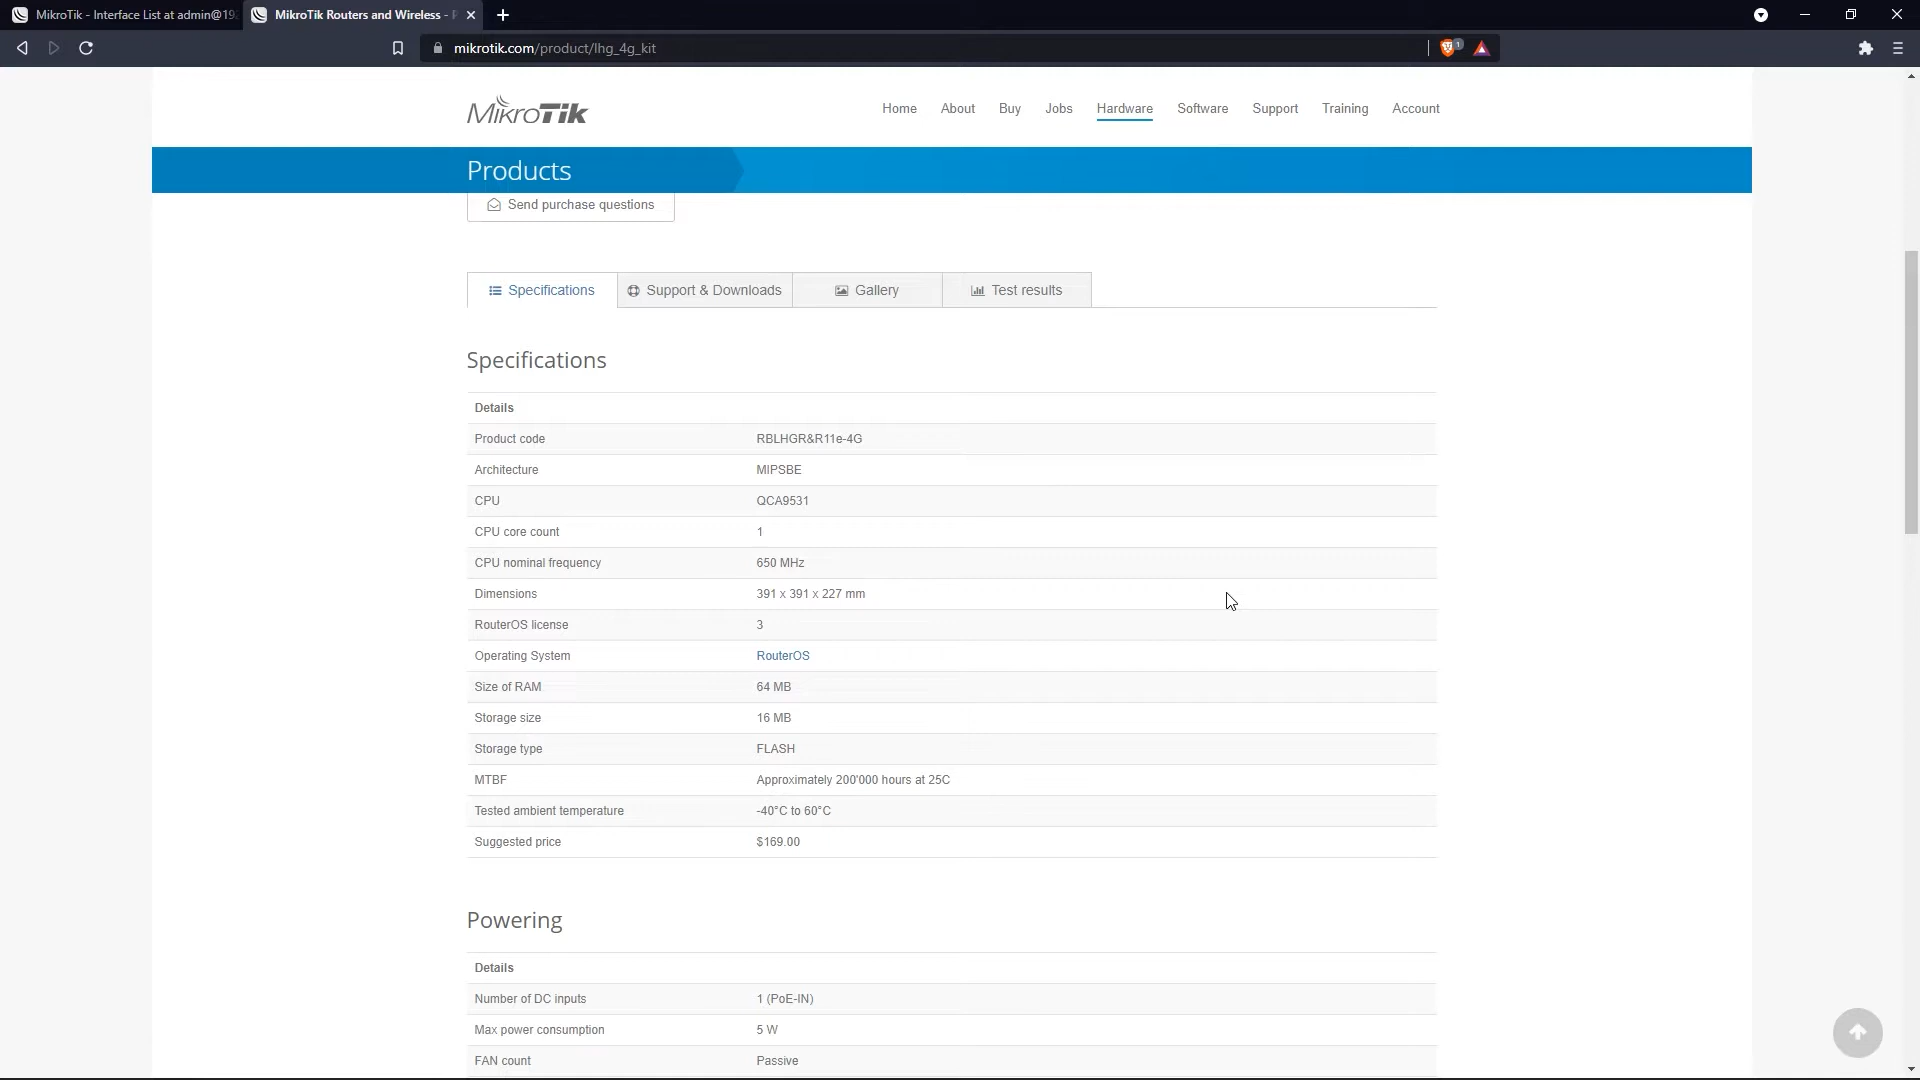 MikroTik - Interface List at admin@19
MikroTik Routers and Wireless -
mikrotik.com/product/lhg_4g_kit
1
MikroTik
Home About Buy Jobs Hardware Software Support Training Account
Products
Send purchase questions
Specifications Support & Downloads Gallery Test results
Specifications
Details
Product code RBLHGR&R11e-4G
Architecture MIPSBE
CPU QCA9531
CPU core count 1
CPU nominal frequency 650 MHz
Dimensions 391 x 391 x 227 mm
RouterOS license 3
Operating System RouterOS
Size of RAM 64 MB
Storage size 16 MB
Storage type FLASH
MTBF Approximately 200'000 hours at 25C
Tested ambient temperature -40°C to 60°C
Suggested price $169.00
Powering
Details
Number of DC inputs 1 (PoE-IN)
Max power consumption 5 W
FAN count Passive